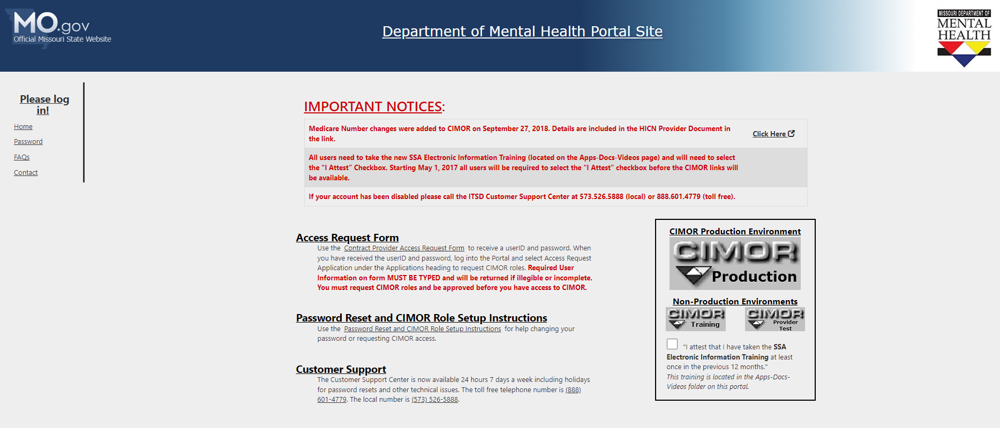 MO.gov
Official Missouri State Website
Department of Mental Health Portal Site
MISSOURI DEPARTMENT OF
MENTAL
HEALTH
Please log
in!
Home
Password
FAQs
Contact
IMPORTANT NOTICES:
Medicare Number changes were added to CIMOR on September 27, 2018. Details are included in the HICN Provider Document in
the link.
Click Here
All users need to take the new SSA Electronic Information Training (located on the Apps-Docs-Videos page) and will need to select
the “I Attest” Checkbox. Starting May 1, 2017 all users will be required to select the “I Attest” checkbox before the CIMOR links will
be available.
If your account has been disabled please call the ITSD Customer Support Center at 573.526.5888 (local) or 888.601.4779 (toll free).
Access Request Form
Use the Contract Provider Access Request Form to receive a userID and password. When
you have received the userID and password, log into the Portal and select Access Request
Application under the Applications heading to request CIMOR roles. Required User
Information on form MUST BE TYPED and will be returned if illegible or incomplete.
You must request CIMOR roles and be approved before you have access to CIMOR.
Password Reset and CIMOR Role Setup Instructions
Use the Password Reset and CIMOR Role Setup Instructions for help changing your
password or requesting CIMOR access.
Customer Support
The Customer Support Center is now available 24 hours 7 days a week including holidays
for password resets and other technical issues. The toll free telephone number is (888)
601-4779. The local number is (573) 526-5888.
CIMOR Production Environment
CIMOR
Production
Non-Production Environments
CIMOR
Training
CIMOR
Provider
Test
"I attest that I have taken the SSA
Electronic Information Training at least
once in the previous 12 months."
This training is located in the Apps-Docs-
Videos folder on this portal.